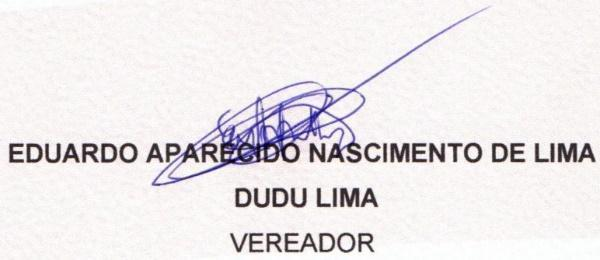 EDUARDO APARECIDO NASCIMENTO DE LIMA
DUDU LIMA
VEREADOR